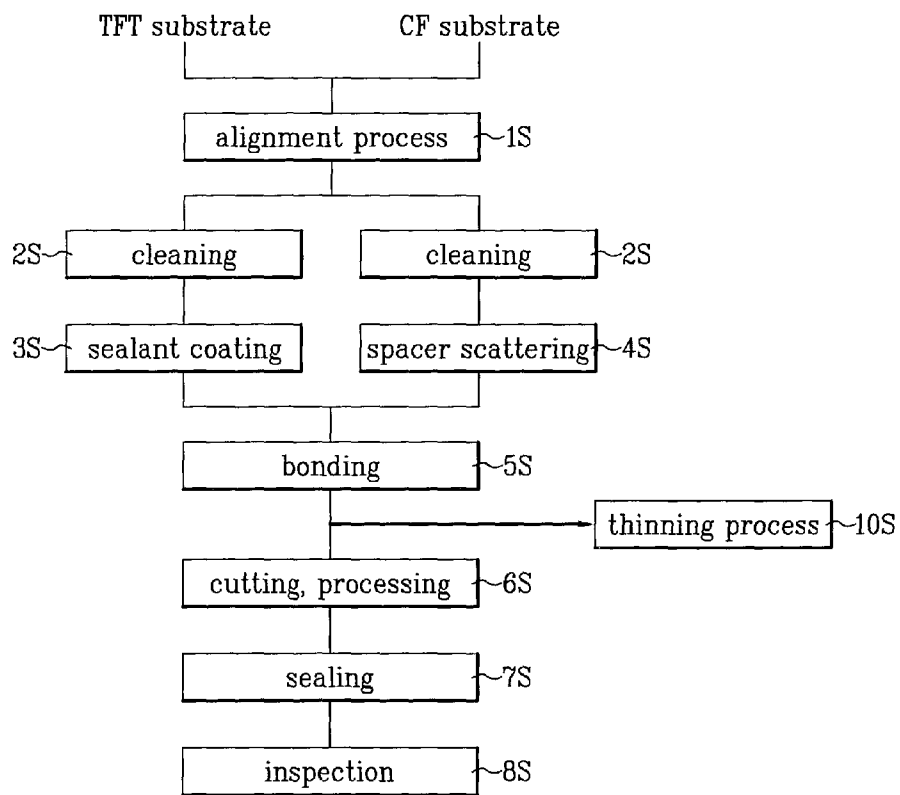 TFT substrate CF substrate
alignment process 1S
2S cleaning cleaning 2S
3S sealant coating spacer scattering 4S
bonding 5S
thinning process 10S
cutting, processing 6S
sealing 7S
inspection 8S